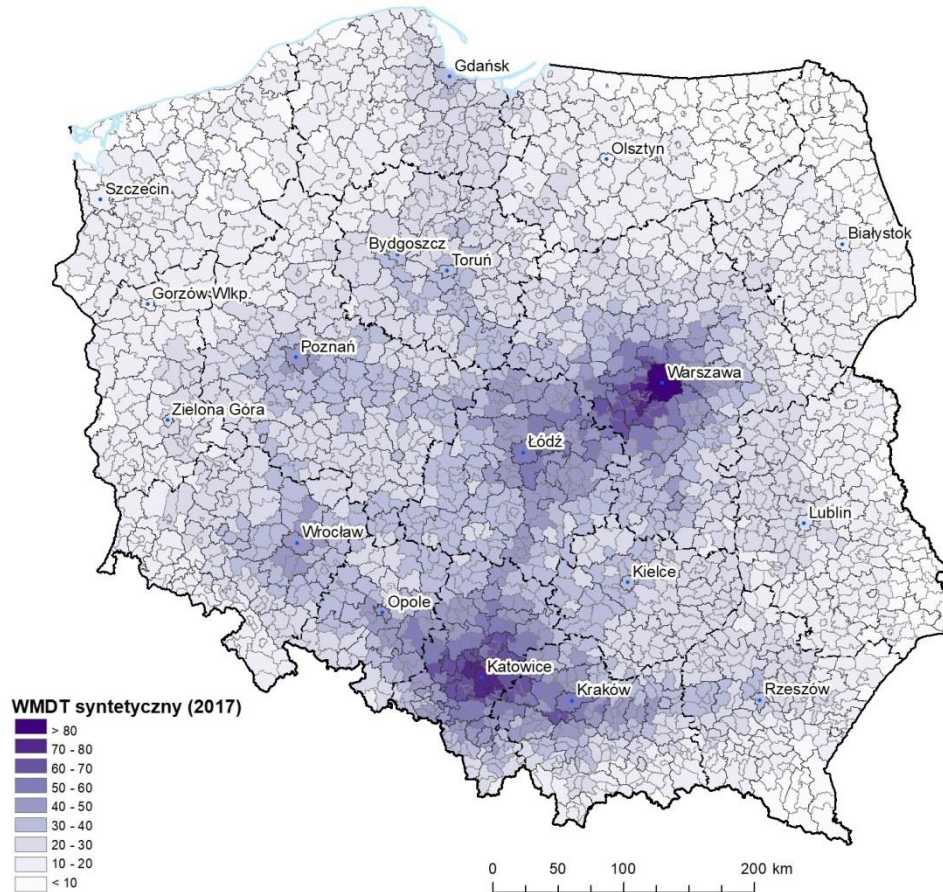 Gdańsk
Olsztyn
Szczecin
Białystok
Bydgoszcz
Toruń
Gorzów Wlkp.
Poznań
Warszawa
Zielona Góra
Łódź
Lublin
Wrocław
Kielce
Opole
Katowice
Kraków
Rzeszów
WMDT syntetyczny (2017)
> 80
70 - 80
60 - 70
50 - 60
40 - 50
30 - 40
20 - 30
10 - 20
< 10
0 50 100 200 km